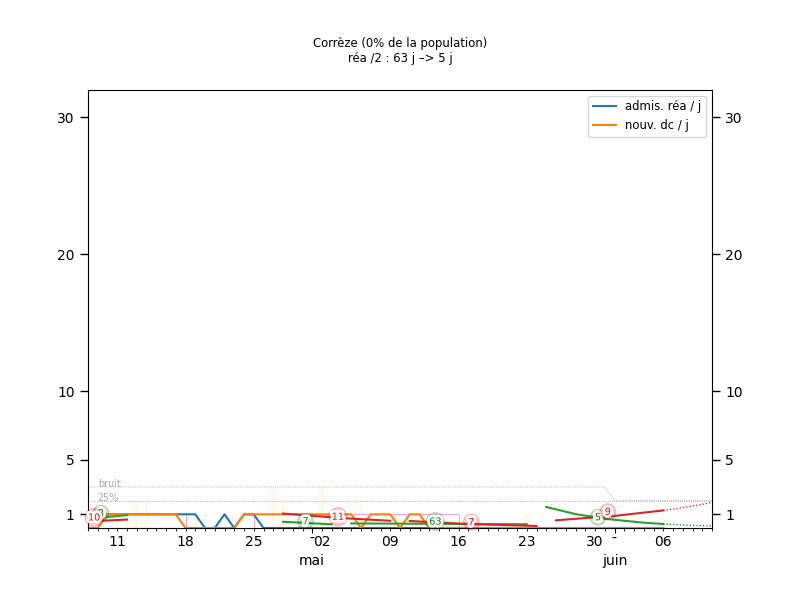 Corrèze (0% de la population)
réa /2 : 63 j –> 5 j
admis. réa / j
nouv. dc / j
30 30
20 20
10 10
5 5
bruit
25%
1 1
10 11 7 63 7 5 9
11 18 25 02 09 16 23 30 06
mai juin